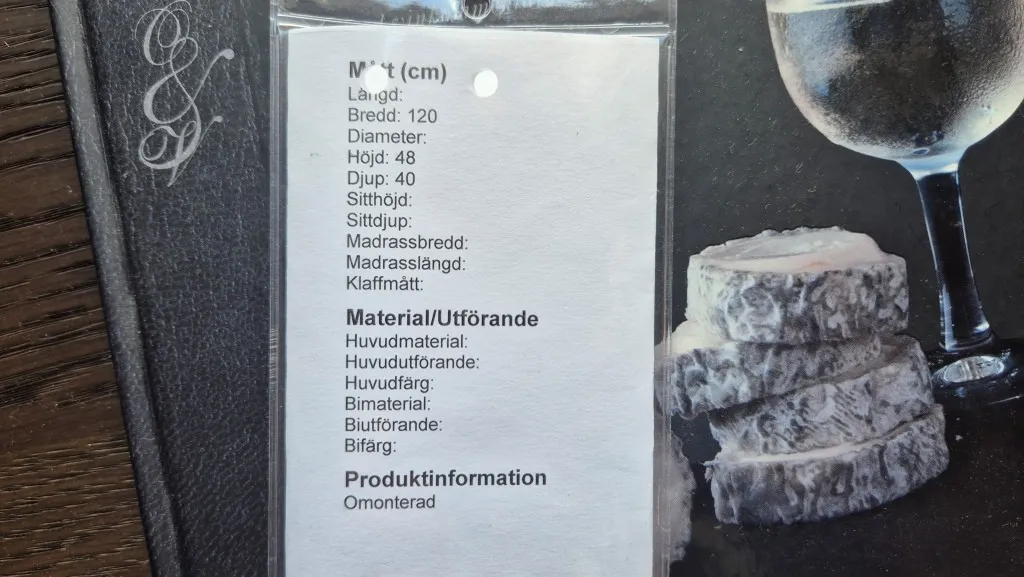 &
Mått (cm)
Längd:
Bredd: 120
Diameter:
Höjd: 48
Djup: 40
Sitthöjd:
Sittdjup:
Madrassbredd:
Madrasslängd:
Klaffmått:
Material/Utförande
Huvudmaterial:
Huvudutförande:
Huvudfärg:
Bimaterial:
Biutförande:
Bifärg:
Produktinformation
Omonterad